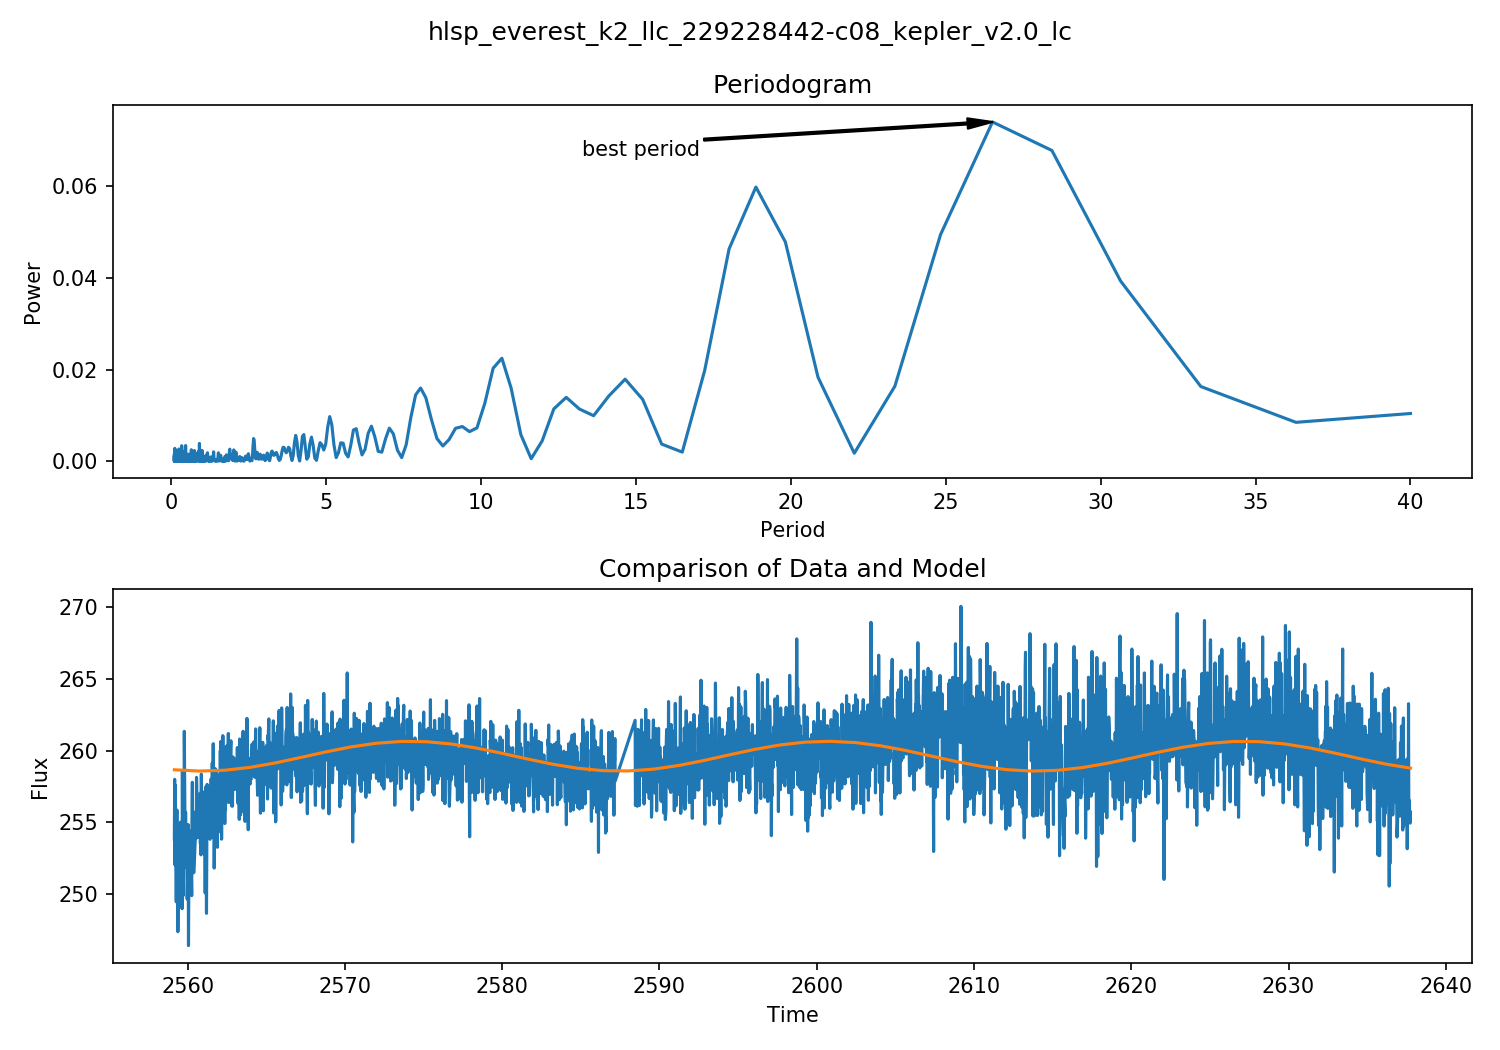 hlsp_everest_k2_llc_229228442-c08_kepler_v2.0_lc
Periodogram
best period
0.06
0.04
0.02
0.00
Power
0 5 10 15 20 25 30 35 40
Period
Comparison of Data and Model
270
265
260
255
250
Flux
2560 2570 2580 2590 2600 2610 2620 2630 2640
Time